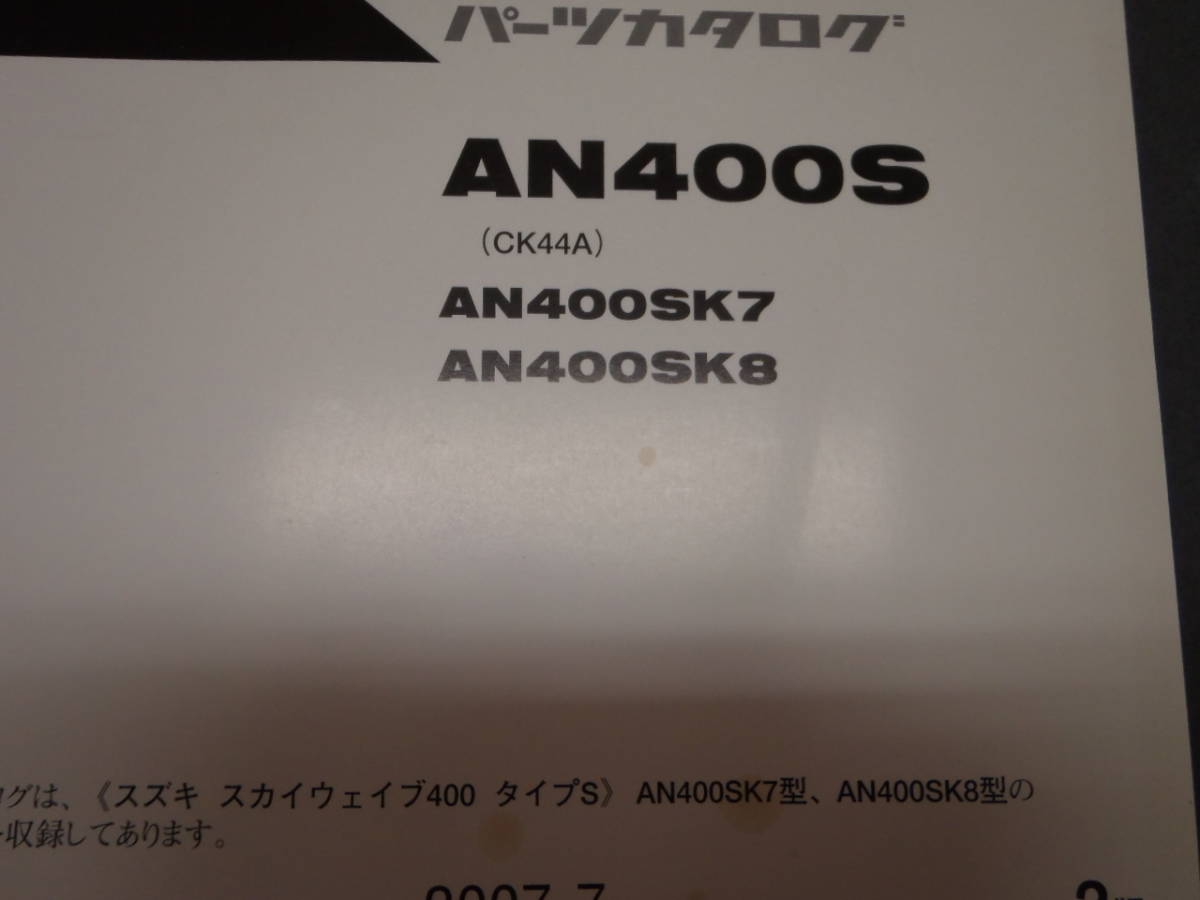 パーツカタログ
AN400S
（CK44A）
AN400SK7
AN400SK8
ログは、《スズキ スカイウェイブ400 タイプS》 AN400SK7型、AN400SK8型の
収録してあります。
2007-7